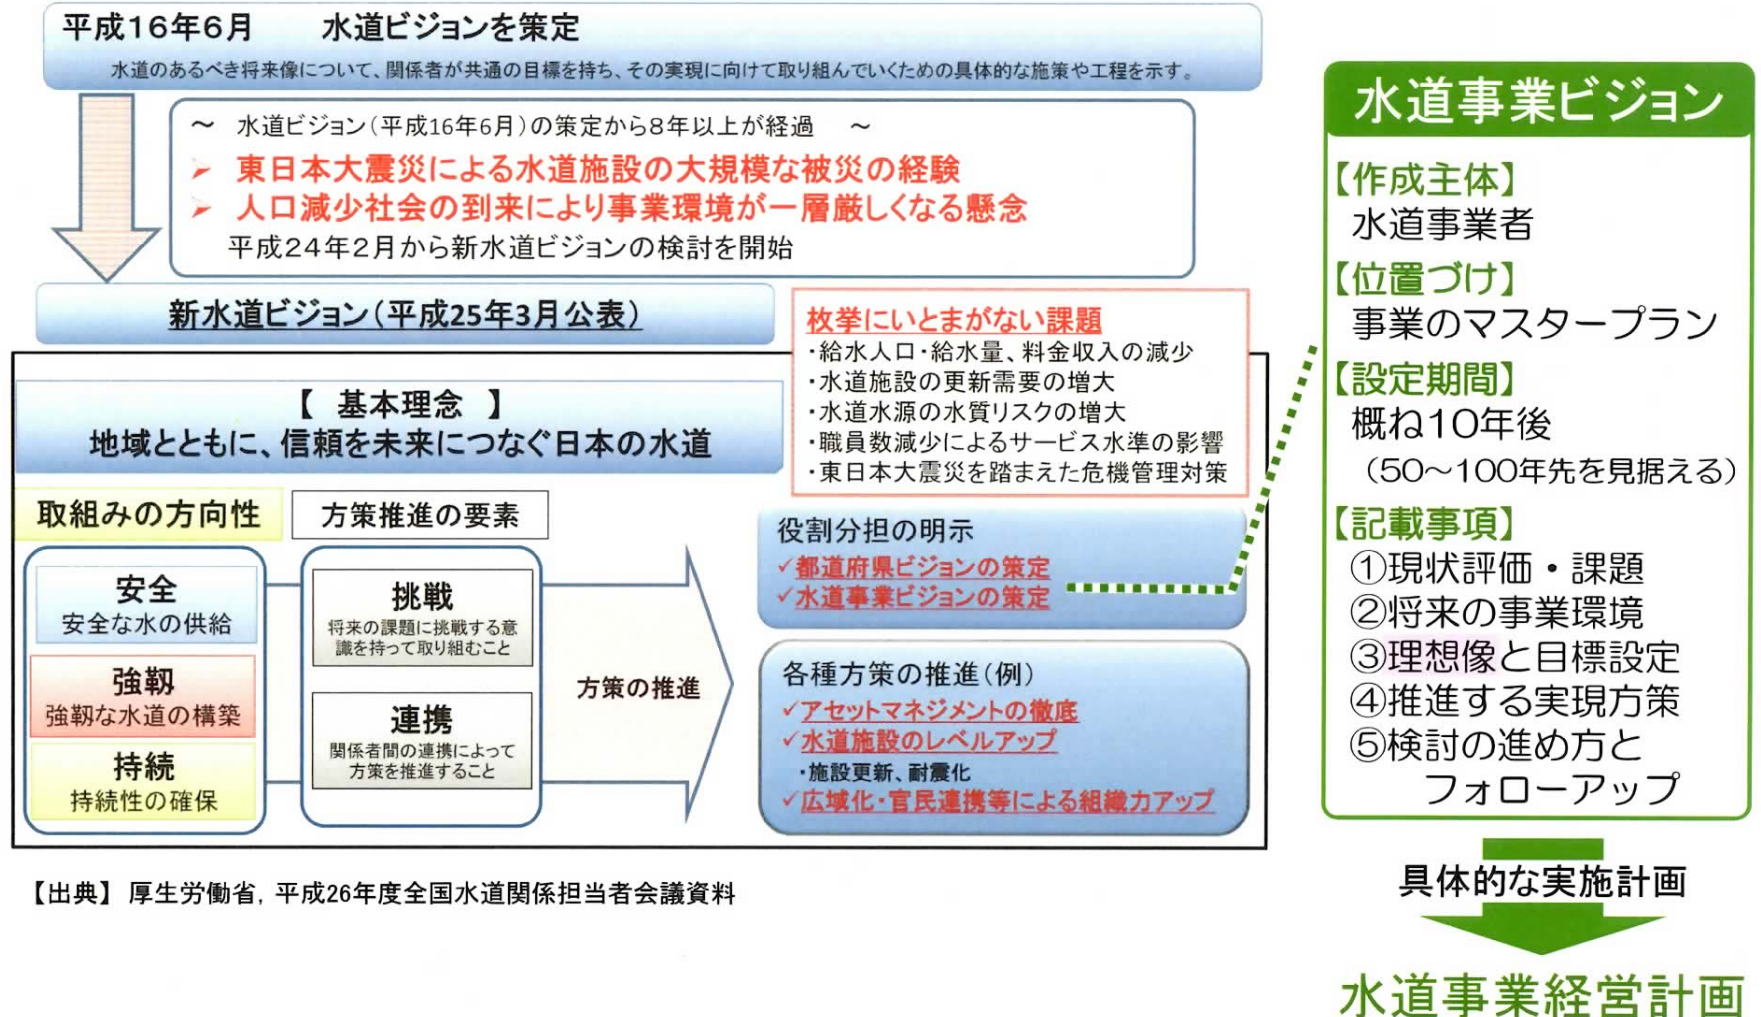 平成16年6月　　水道ビジョンを策定
水道のあるべき将来像について、関係者が共通の目標を持ち、その実現に向けて取り組んでいくための具体的な施策や工程を示す。
～　水道ビジョン（平成16年6月）の策定から8年以上が経過　～
➢ 東日本大震災による水道施設の大規模な被災の経験
➢ 人口減少社会の到来により事業環境が一層厳しくなる懸念
平成24年2月から新水道ビジョンの検討を開始
新水道ビジョン（平成25年3月公表）
枚挙にいとまがない課題
・給水人口・給水量、料金収入の減少
・水道施設の更新需要の増大
・水道水源の水質リスクの増大
・職員数減少によるサービス水準の影響
・東日本大震災を踏まえた危機管理対策
【　基本理念　】
地域とともに、信頼を未来につなぐ日本の水道
取組みの方向性
安全
安全な水の供給
強靱
強靱な水道の構築
持続
持続性の確保
方策推進の要素
挑戦
将来の課題に挑戦する意
識を持って取り組むこと
連携
関係者間の連携によって
方策を推進すること
方策の推進
役割分担の明示
✓都道府県ビジョンの策定
✓水道事業ビジョンの策定
各種方策の推進（例）
✓アセットマネジメントの徹底
✓水道施設のレベルアップ
・施設更新、耐震化
✓広域化・官民連携等による組織力アップ
【出典】 厚生労働省，平成26年度全国水道関係担当者会議資料
水道事業ビジョン
【作成主体】
水道事業者
【位置づけ】
事業のマスタープラン
【設定期間】
概ね10年後
（50～100年先を見据える）
【記載事項】
①現状評価・課題
②将来の事業環境
③理想像と目標設定
④推進する実現方策
⑤検討の進め方と
フォローアップ
具体的な実施計画
水道事業経営計画